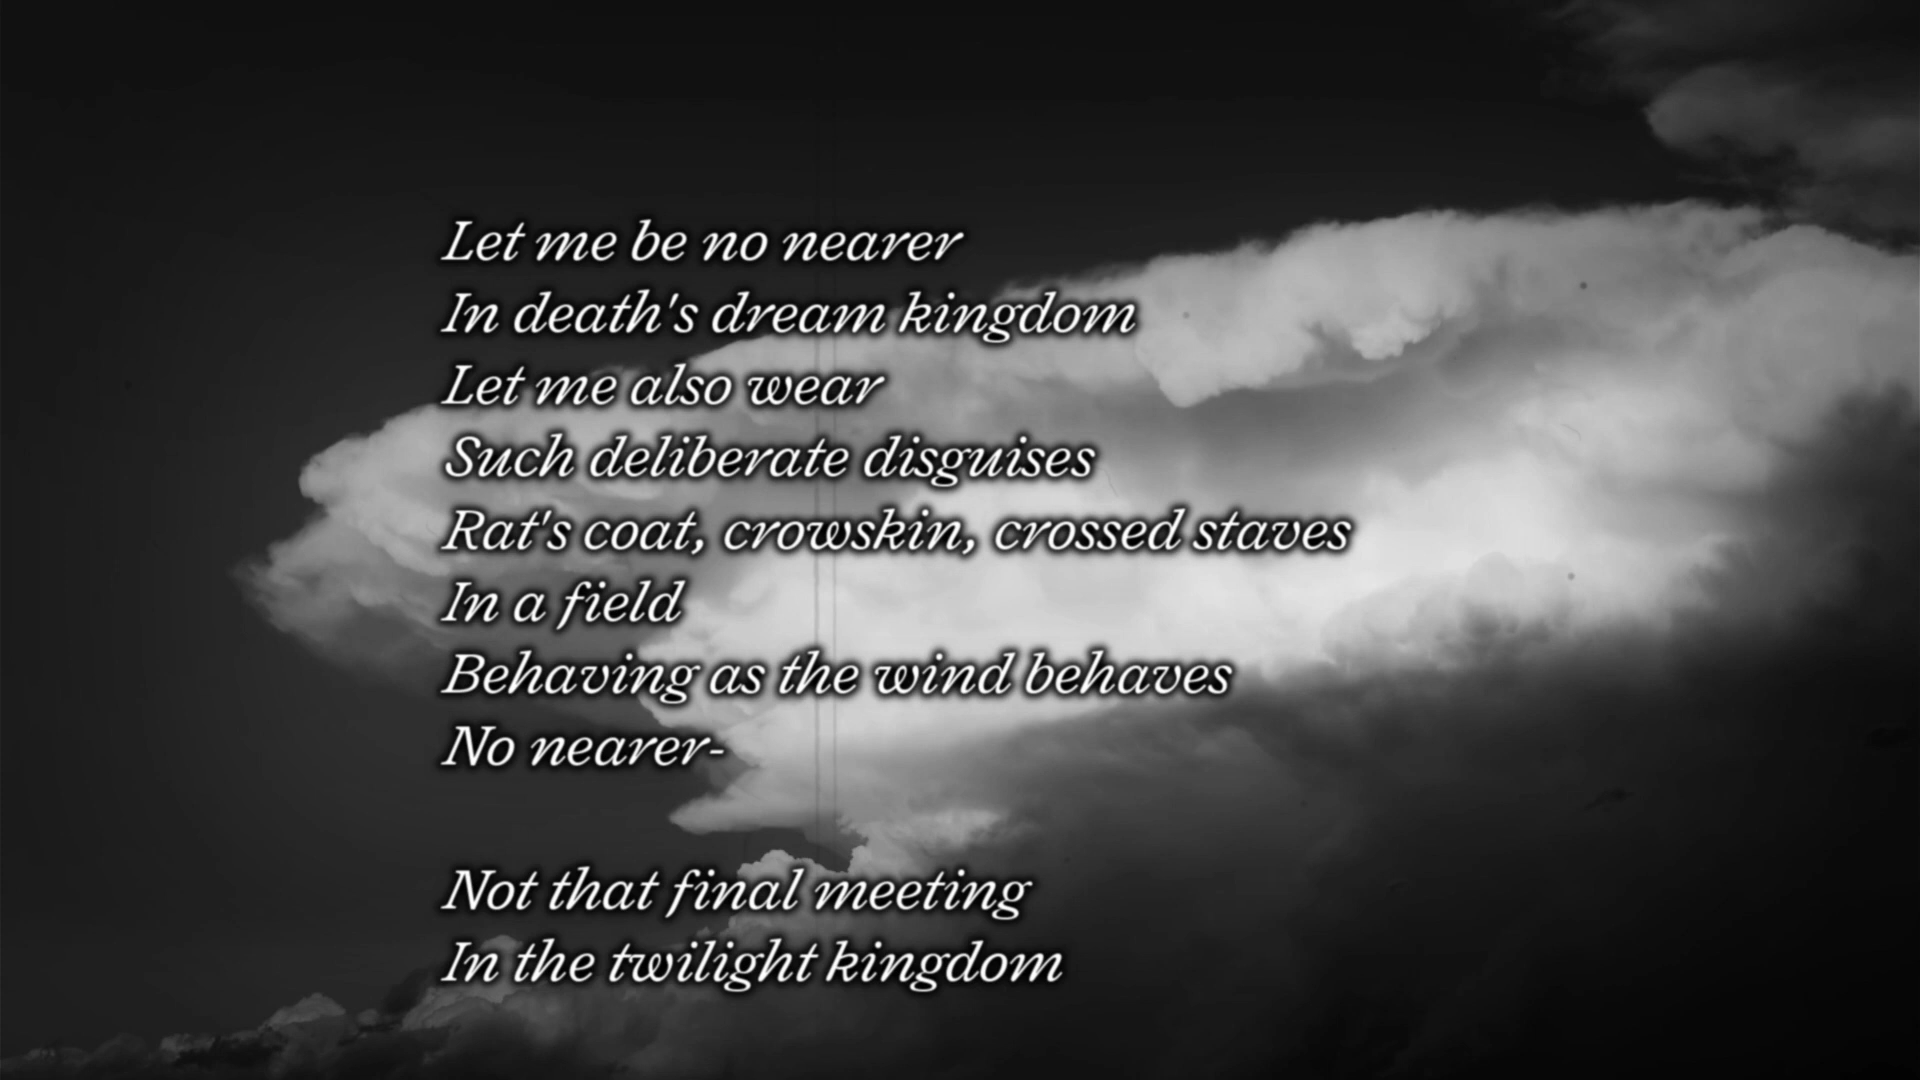 Let me be no nearer
In death's dream kingdom
Let me also wear
Such deliberate disguises
Rat's coat, crowskin, crossed staves
In a field
Behaving as the wind behaves
No nearer-
Not that final meeting
In the twilight kingdom